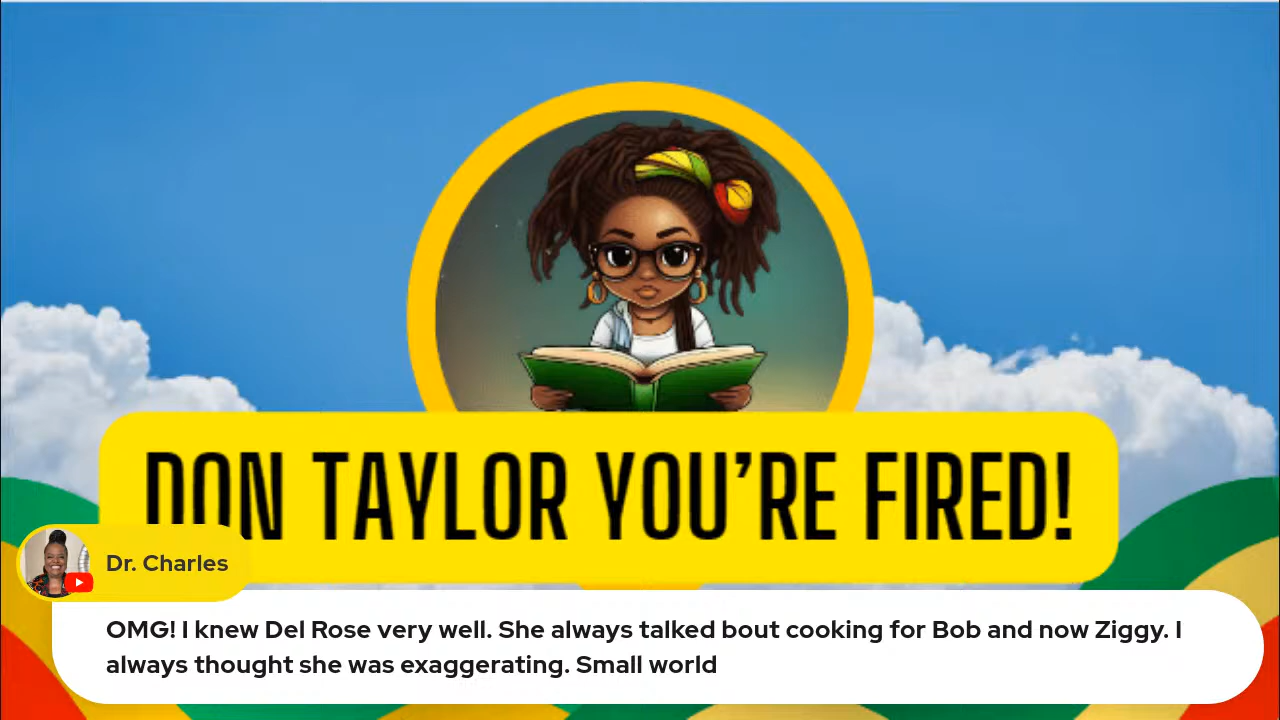 DON TAYLOR YOU'RE FIRED!
Dr. Charles
OMG! I knew Del Rose very well. She always talked bout cooking for Bob and now Ziggy. I
always thought she was exaggerating. Small world